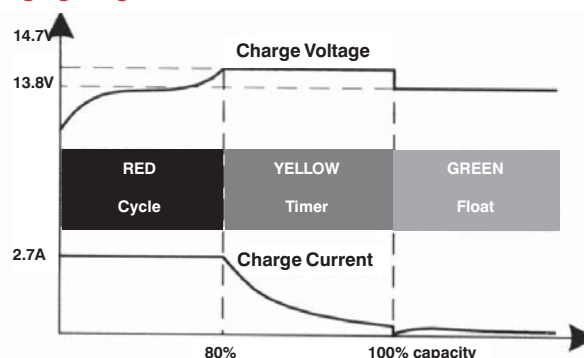 14.7V
Charge Voltage
13.8V
RED
YELLOW
GREEN
Cycle
Timer
Float
2.7A
Charge Current
80%
100% capacity